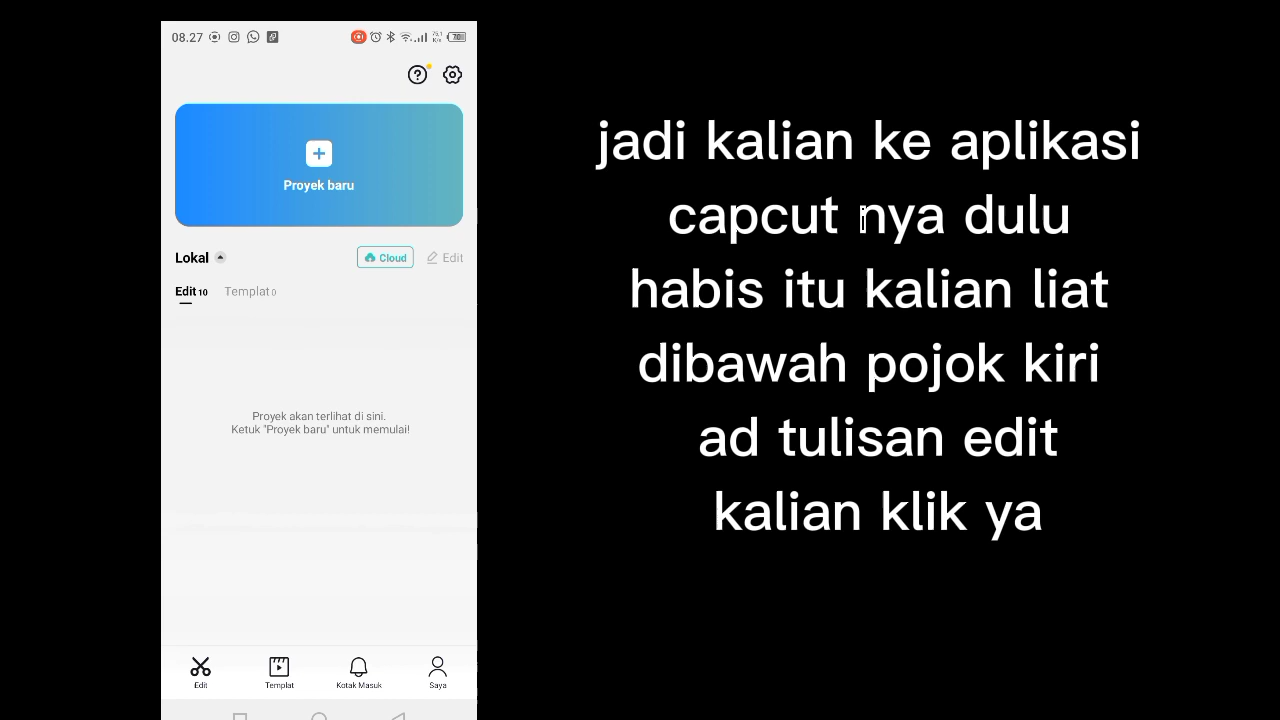 08.27
70
Proyek baru
Lokal
Cloud
Edit
Edit 10
Templat 0
Proyek akan terlihat di sini.
Ketuk "Proyek baru" untuk memulai!
Edit
Templat
Kotak Masuk
Saya
jadi kalian ke aplikasi
capcut nya dulu
habis itu kalian liat
dibawah pojok kiri
ad tulisan edit
kalian klik ya